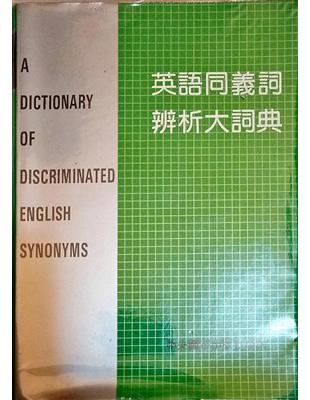 A
DICTIONARY
OF
DISCRIMINATED
ENGLISH
SYNONYMS
英語同義詞
辨析大詞典